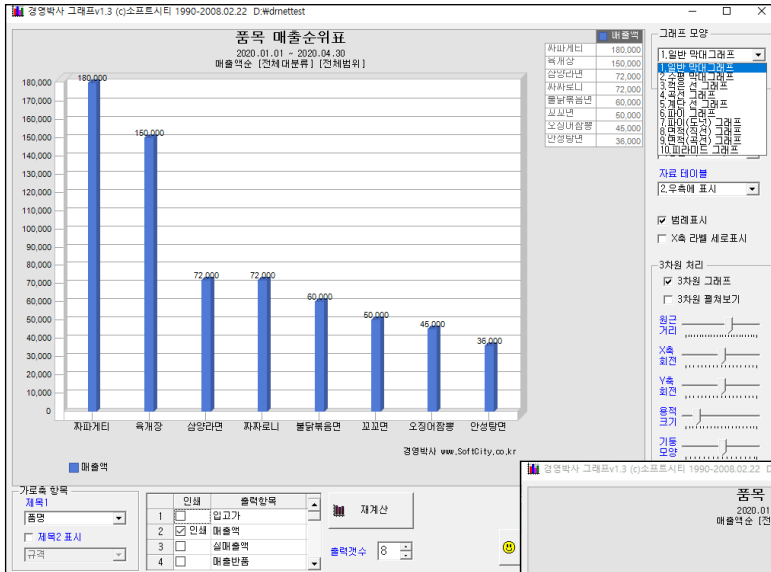 경영박사 그래프v1.3 (c)소프트시티 1990-2008.02.22 D:₩drnettest
품목 매출순위표
2020.01.01 ~ 2020.04.30
매출액순 [전체대분류] [전체범위]
매출액
짜파게티 180,000
육개장 150,000
삼양라면 72,000
짜짜로니 72,000
불닭볶음면 60,000
꼬꼬면 50,000
오징어짬뽕 45,000
안성탕면 36,000
180,000
170,000
160,000
150,000
140,000
130,000
120,000
110,000
100,000
90,000
80,000
70,000
60,000
50,000
40,000
30,000
20,000
10,000
0
180,000
150,000
72,000
72,000
60,000
50,000
45,000
36,000
짜파게티 육개장 삼양라면 짜짜로니 불닭볶음면 꼬꼬면 오징어짬뽕 안성탕면
경영박사 www.SoftCity.co.kr
매출액
그래프 모양
1.일반 막대그래프
1.일반 막대그래프
2.수평 막대그래프
3.꺽은 선 그래프
4.곡선 그래프
5.계단 선 그래프
6.파이 그래프
7.파이(도넛) 그래프
8.면적(직선) 그래프
9.면적(곡선) 그래프
10.피라미드 그래프
자료 테이블
2.우측에 표시
범례표시
X축 라벨 세로표시
3차원 처리
3차원 그래프
3차원 펼쳐보기
원근
거리
X축
회전
Y축
회전
용적
크기
기둥
모양
가로축 항목
제목1
품명
제목2 표시
규격
인쇄 출력항목
1 입고가
2 인쇄 매출액
3 실매출액
4 매출반품
재계산
출력갯수 8
경영박사 그래프v1.3 (c)소프트시티 1990-2008.02.22 D
품목
2020.01
매출액순 [전